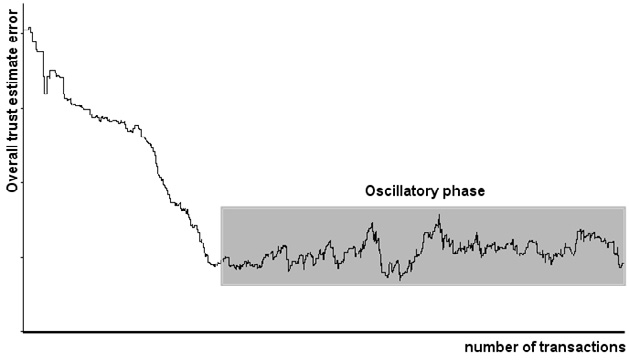 Overall trust estimate error
Oscillatory phase
number of transactions